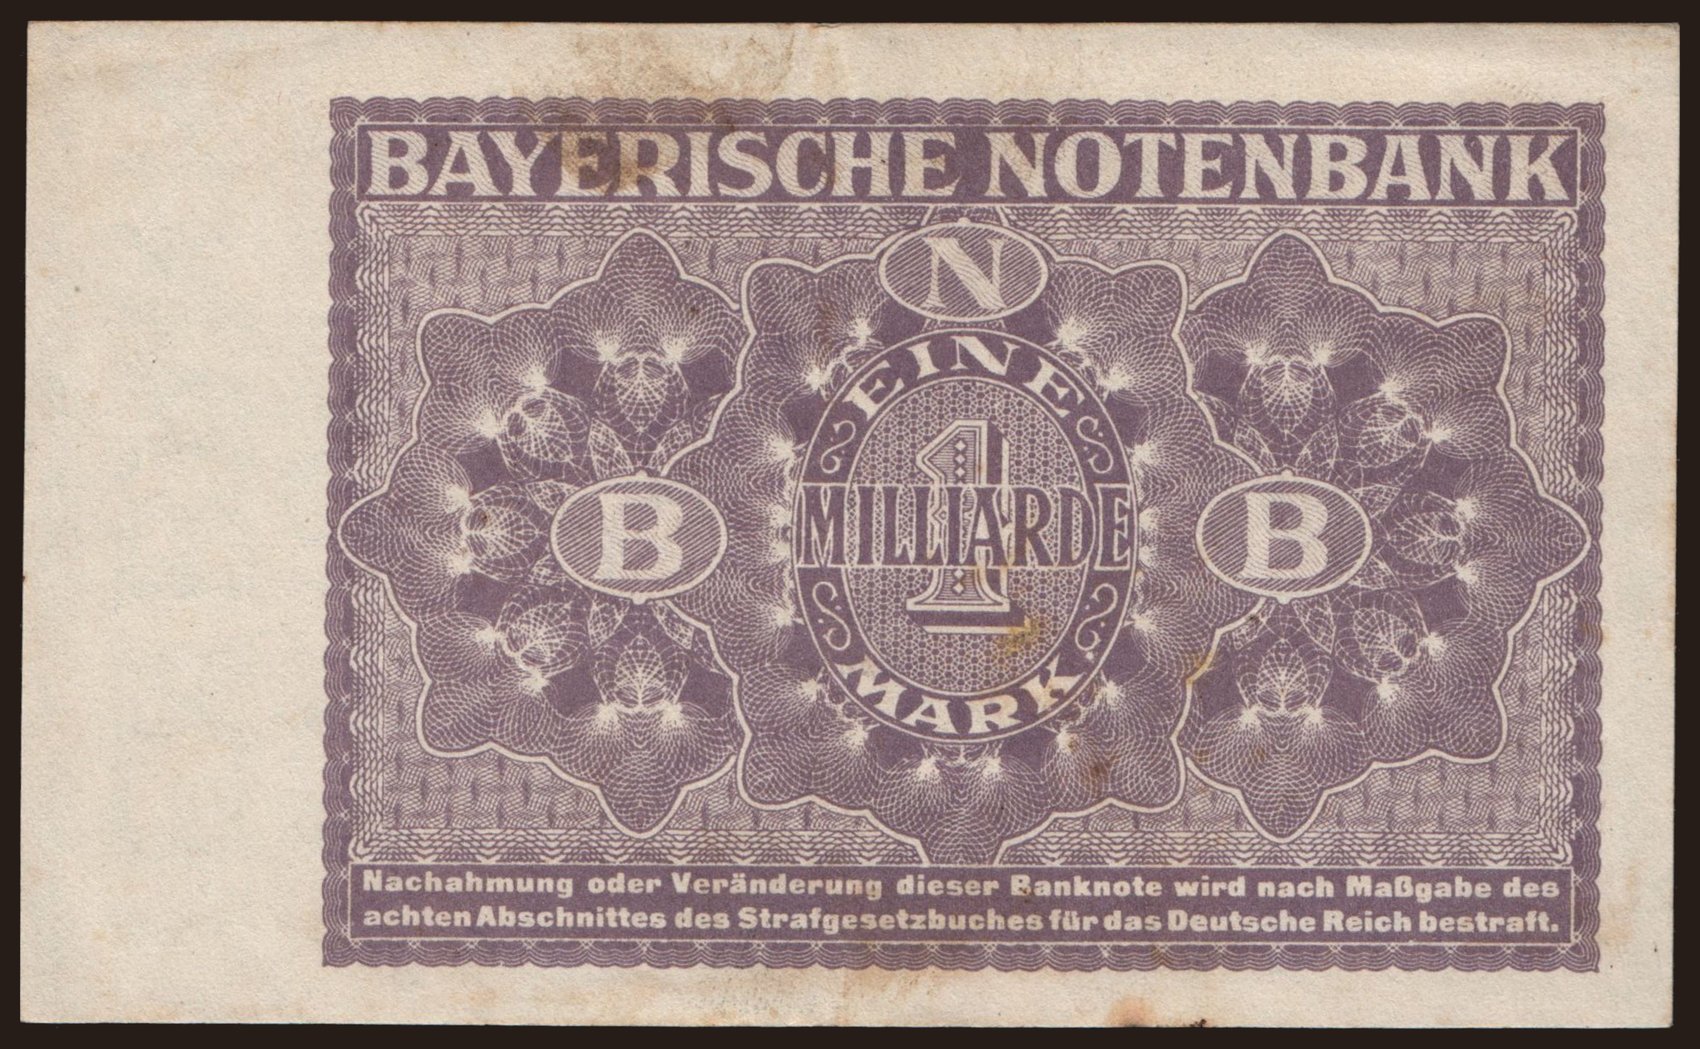 BAYERISCHE NOTENBANK
N
EINE
1
B MILLIARDE B
MARK
Nachahmung oder Veränderung dieser Banknote wird nach Maßgabe des
achten Abschnittes des Strafgesetzbuches für das Deutsche Reich bestraft.